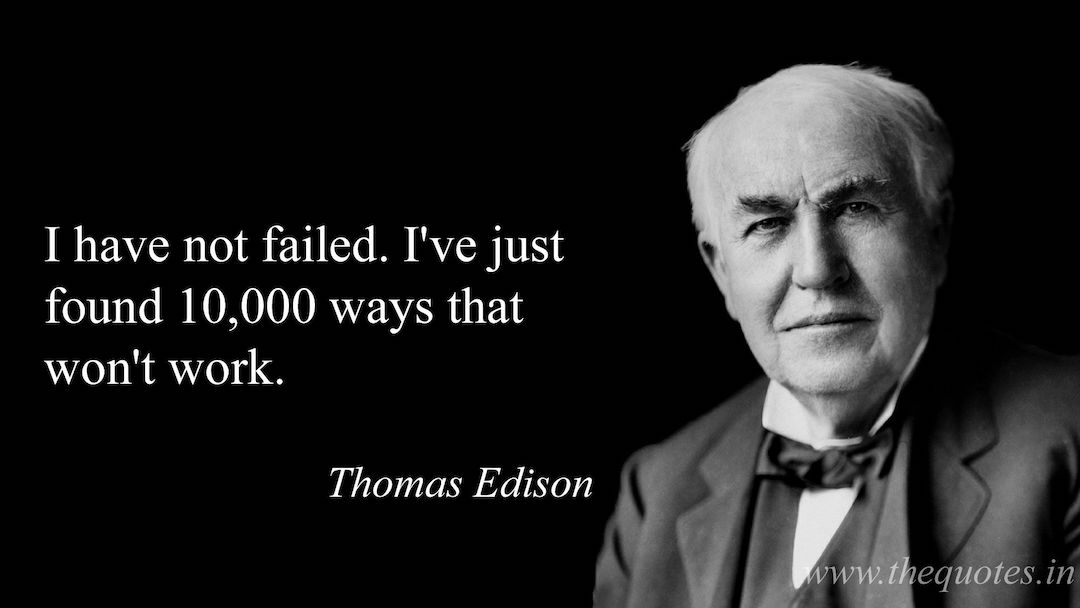 I have not failed. I've just
found 10,000 ways that
won't work.
Thomas Edison
www.thequotes.in